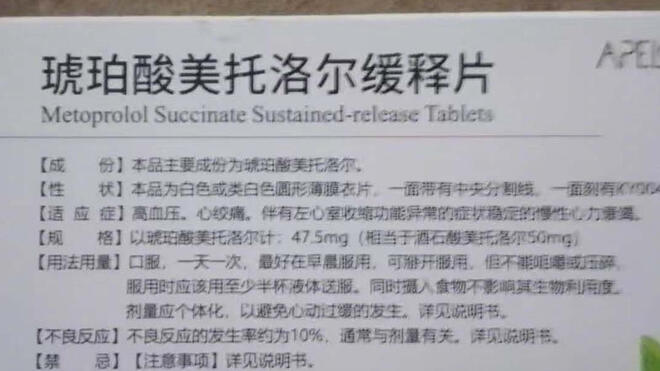 APEL
琥珀酸美托洛尔缓释片
Metoprolol Succinate Sustained-release Tablets
【成 份】本品主要成份为琥珀酸美托洛尔。
【性 状】本品为白色或类白色圆形薄膜衣片，一面带有中央分割线，一面刻有KY004
【适 应 症】高血压。心绞痛。伴有左心室收缩功能异常的症状稳定的慢性心力衰竭。
【规 格】以琥珀酸美托洛尔计：47.5mg（相当于酒石酸美托洛尔50mg）
【用法用量】口服，一天一次，最好在早晨服用，可掰开服用，但不能咀嚼或压碎，
服用时应该用至少半杯液体送服。同时摄入食物不影响其生物利用度。
剂量应个体化，以避免心动过缓的发生。详见说明书。
【不良反应】不良反应的发生率约为10%，通常与剂量有关。详见说明书。
【禁 忌】【注意事项】详见说明书。